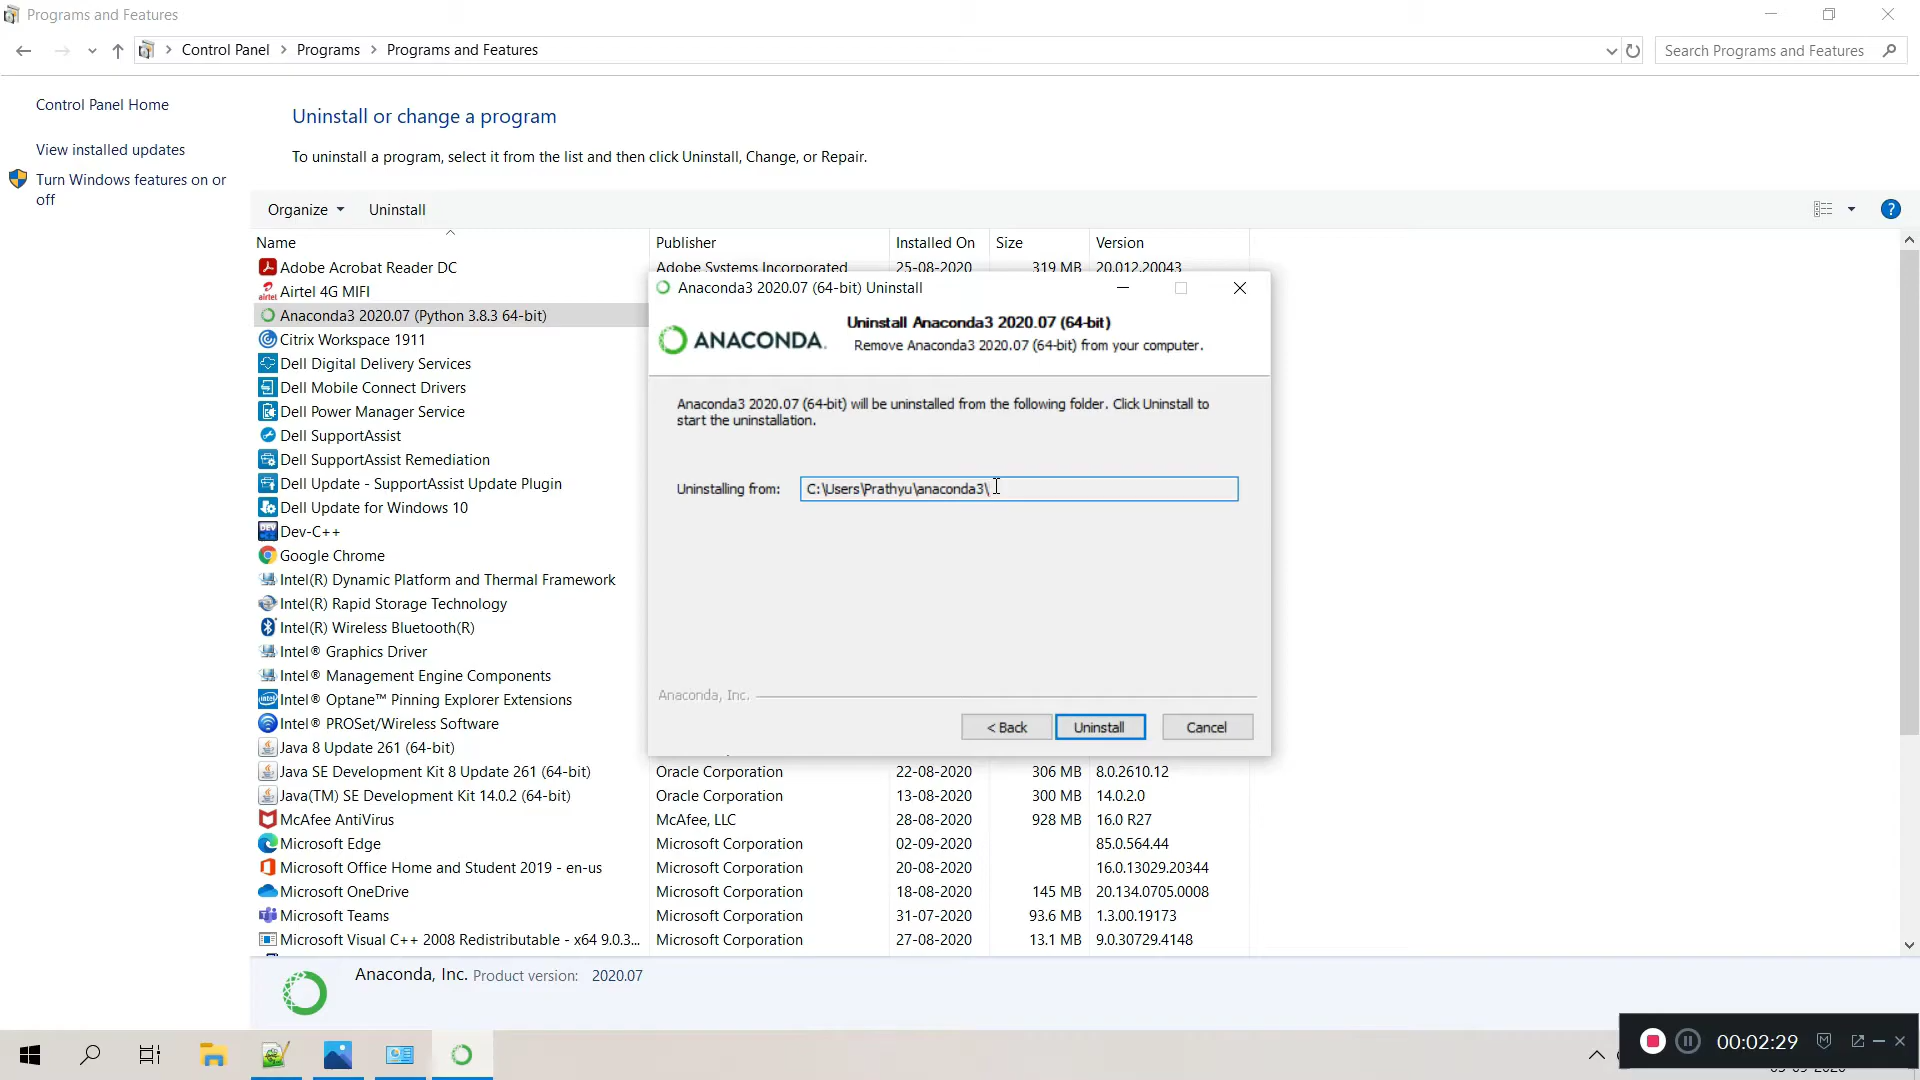 Programs and Features
Control Panel > Programs > Programs and Features
Search Programs and Features
Control Panel Home
View installed updates
Turn Windows features on or
off
Uninstall or change a program
To uninstall a program, select it from the list and then click Uninstall, Change, or Repair.
Organize
Uninstall
Name Publisher Installed On Size Version
Adobe Acrobat Reader DC Adobe Systems Incorporated 25-08-2020 319 MB 20.012.20043
airtel Airtel 4G MIFI
Anaconda3 2020.07 (Python 3.8.3 64-bit)
Citrix Workspace 1911
Dell Digital Delivery Services
Dell Mobile Connect Drivers
Dell Power Manager Service
Dell SupportAssist
Dell SupportAssist Remediation
Dell Update - SupportAssist Update Plugin
Dell Update for Windows 10
DEV Dev-C++
Google Chrome
Intel(R) Dynamic Platform and Thermal Framework
Intel(R) Rapid Storage Technology
Intel(R) Wireless Bluetooth(R)
Intel® Graphics Driver
Intel® Management Engine Components
intel Intel® Optane™ Pinning Explorer Extensions
Intel® PROSet/Wireless Software
Java 8 Update 261 (64-bit)
Java SE Development Kit 8 Update 261 (64-bit) Oracle Corporation 22-08-2020 306 MB 8.0.2610.12
Java(TM) SE Development Kit 14.0.2 (64-bit) Oracle Corporation 13-08-2020 300 MB 14.0.2.0
McAfee AntiVirus McAfee, LLC 28-08-2020 928 MB 16.0 R27
Microsoft Edge Microsoft Corporation 02-09-2020 85.0.564.44
Microsoft Office Home and Student 2019 - en-us Microsoft Corporation 20-08-2020 16.0.13029.20344
Microsoft OneDrive Microsoft Corporation 18-08-2020 145 MB 20.134.0705.0008
Microsoft Teams Microsoft Corporation 31-07-2020 93.6 MB 1.3.00.19173
Microsoft Visual C++ 2008 Redistributable - x64 9.0.3... Microsoft Corporation 27-08-2020 13.1 MB 9.0.30729.4148
Anaconda3 2020.07 (64-bit) Uninstall
ANACONDA.
Uninstall Anaconda3 2020.07 (64-bit)
Remove Anaconda3 2020.07 (64-bit) from your computer.
Anaconda3 2020.07 (64-bit) will be uninstalled from the following folder. Click Uninstall to
start the uninstallation.
Uninstalling from: C:\Users\Prathyu\anaconda3\
Anaconda, Inc.
< Back Uninstall Cancel
Anaconda, Inc. Product version: 2020.07
00:02:29